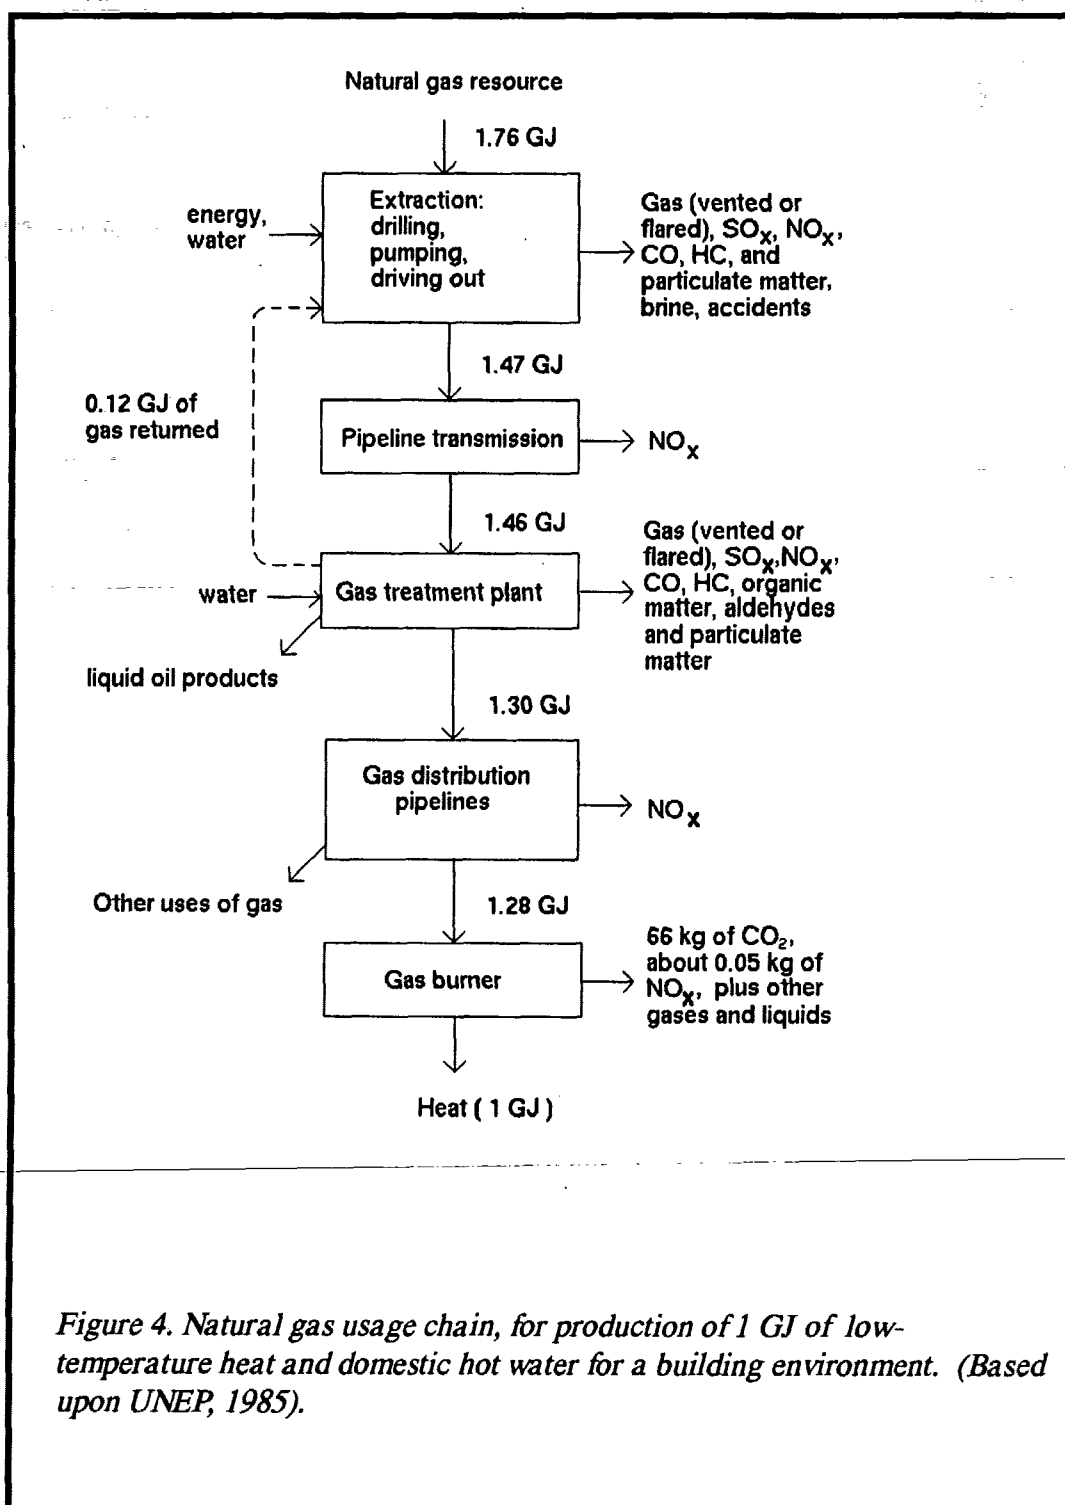 Natural gas resource
1.76 GJ
Extraction:
drilling,
pumping,
driving out
energy,
water
Gas (vented or
flared), SOx, NOx,
CO, HC, and
particulate matter,
brine, accidents
1.47 GJ
0.12 GJ of
gas returned
Pipeline transmission
NOx
1.46 GJ
Gas treatment plant
water
liquid oil products
Gas (vented or
flared), SOx,NOx,
CO, HC, organic
matter, aldehydes
and particulate
matter
1.30 GJ
Gas distribution
pipelines
NOx
Other uses of gas
1.28 GJ
Gas burner
66 kg of CO₂,
about 0.05 kg of
NOx, plus other
gases and liquids
Heat ( 1 GJ )
Figure 4. Natural gas usage chain, for production of 1 GJ of low-
temperature heat and domestic hot water for a building environment. (Based
upon UNEP, 1985).